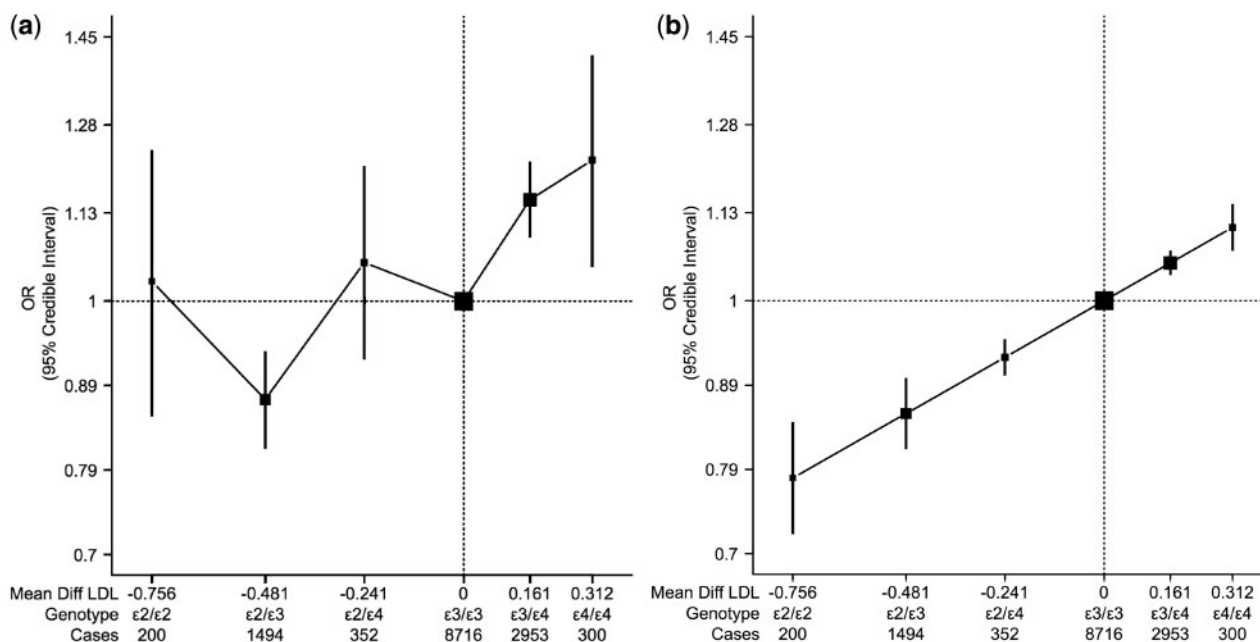 (a)
1.45
1.28
1.13
1
0.89
0.79
0.7
OR
(95% Credible Interval)
Mean Diff LDL -0.756 -0.481 -0.241 0 0.161 0.312
Genotype ε2/ε2 ε2/ε3 ε2/ε4 ε3/ε3 ε3/ε4 ε4/ε4
Cases 200 1494 352 8716 2953 300
(b)
1.45
1.28
1.13
1
0.89
0.79
0.7
OR
(95% Credible Interval)
Mean Diff LDL -0.756 -0.481 -0.241 0 0.161 0.312
Genotype ε2/ε2 ε2/ε3 ε2/ε4 ε3/ε3 ε3/ε4 ε4/ε4
Cases 200 1494 352 8716 2953 300